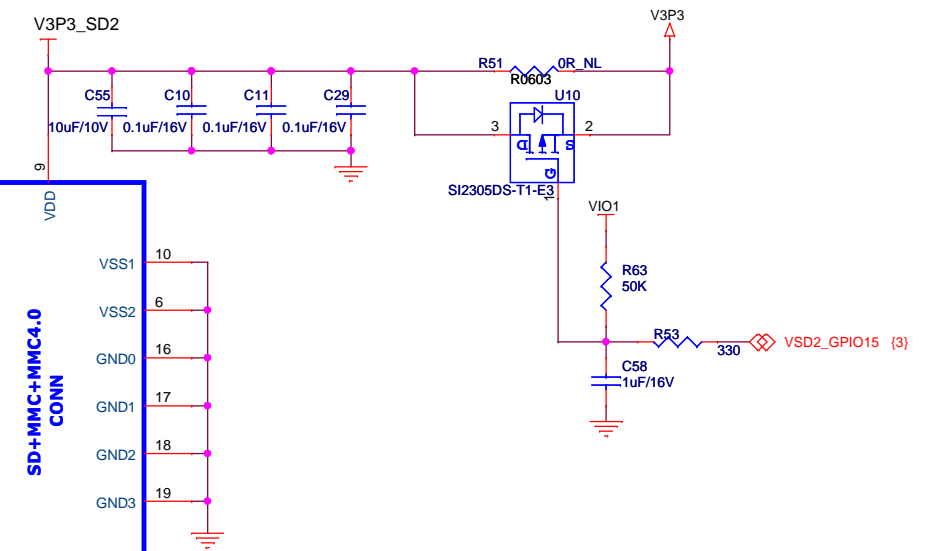 V3P3_SD2
V3P3
R51
0R_NL
R0603
C55
10uF/10V
C10
0.1uF/16V
C11
0.1uF/16V
C29
0.1uF/16V
U10
3
2
D
S
G
1
SI2305DS-T1-E3
9
VDD
VIO1
R63
50K
R53
330
VSD2_GPIO15 {3}
C58
1uF/16V
VSS1 10
VSS2 6
GND0 16
GND1 17
GND2 18
GND3 19
SD+MMC+MMC4.0
CONN